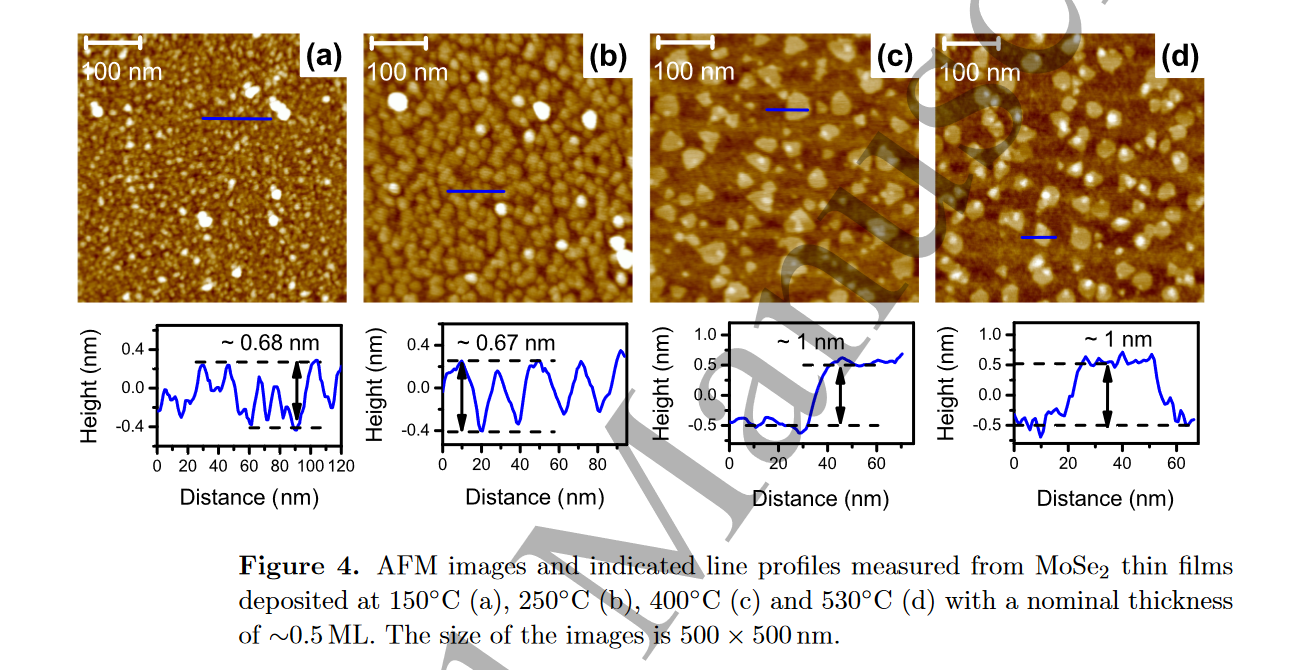 (a)
100 nm
(b)
100 nm
(c)
100 nm
(d)
100 nm
~ 0.68 nm
Height (nm)
0.4
0.0
-0.4
0 20 40 60 80 100 120
Distance (nm)
~ 0.67 nm
Height (nm)
0.4
0.0
-0.4
0 20 40 60 80
Distance (nm)
~ 1 nm
Height (nm)
1.0
0.5
0.0
-0.5
0 20 40 60
Distance (nm)
~ 1 nm
Height (nm)
1.0
0.5
0.0
-0.5
0 20 40 60
Distance (nm)
Figure 4. AFM images and indicated line profiles measured from MoSe₂ thin films
deposited at 150°C (a), 250°C (b), 400°C (c) and 530°C (d) with a nominal thickness
of ~0.5 ML. The size of the images is 500 × 500 nm.
Manus